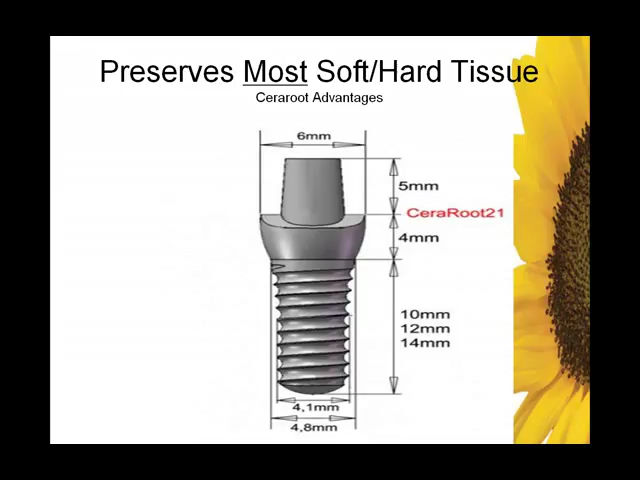 Preserves Most Soft/Hard Tissue
Ceraroot Advantages
6mm
5mm
CeraRoot21
4mm
10mm
12mm
14mm
4,1mm
4,8mm